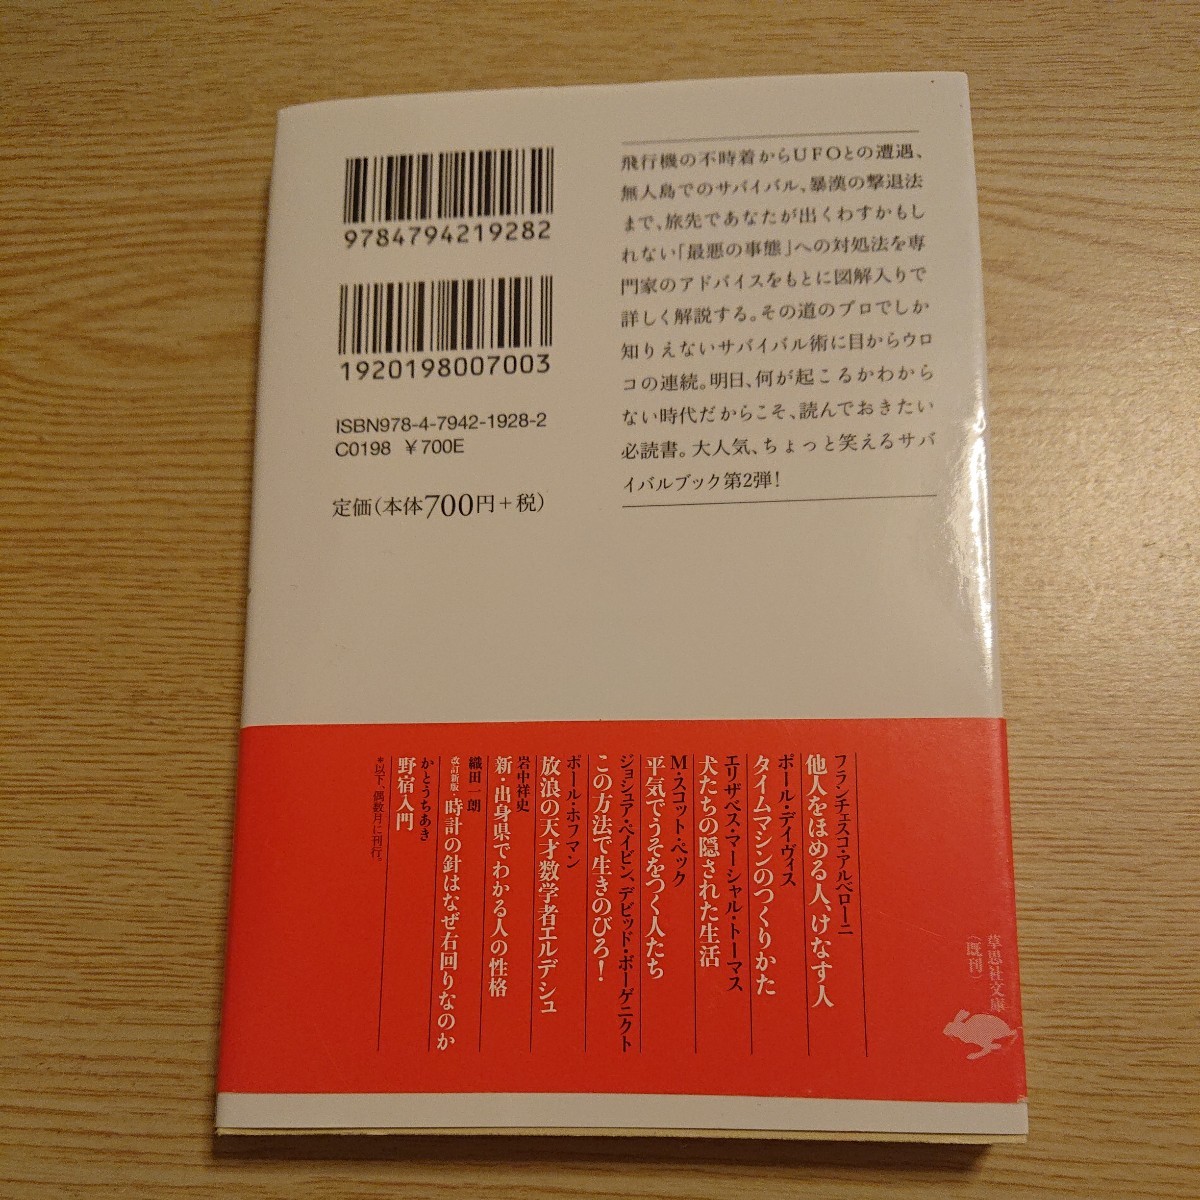 9784794219282
1920198007003
ISBN978-4-7942-1928-2
C0198 ￥700E
定価(本体700円＋税)
飛行機の不時着からUFOとの遭遇、
無人島でのサバイバル、暴漢の撃退法
まで、旅先であなたが出くわすかもし
れない「最悪の事態」への対処法を専
門家のアドバイスをもとに図解入りで
詳しく解説する。その道のプロでしか
知りえないサバイバル術に目からウロ
コの連続。明日、何が起こるかわから
ない時代だからこそ、読んでおきたい
必読書。大人気、ちょっと笑えるサバ
イバルブック第2弾！
草思社文庫
（既刊）
フランチェスコ・アルベローニ
他人をほめる人、けなす人
ポール・デイヴィス
タイムマシンのつくりかた
エリザベス・マーシャル・トーマス
犬たちの隠された生活
M・スコット・ペック
平気でうそをつく人たち
ジョシュア・ペイビン、デビッド・ボーゲニクト
この方法で生きのびろ！
ポール・ホフマン
放浪の天才数学者エルデシュ
岩中祥史
新・出身県でわかる人の性格
織田一朗
改訂新版・時計の針はなぜ右回りなのか
かとうちあき
野宿入門
＊以下、偶数月に刊行。